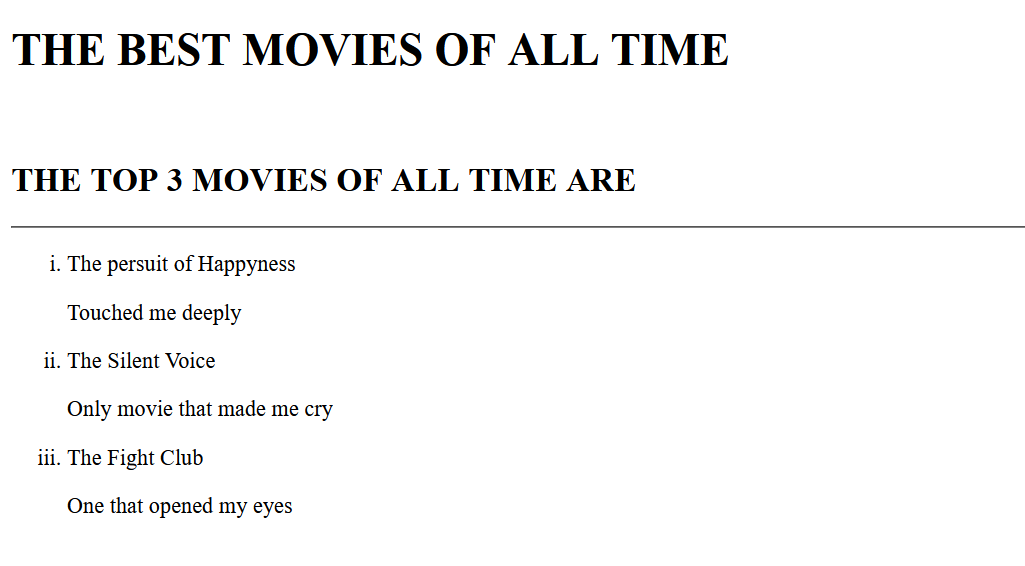 THE BEST MOVIES OF ALL TIME
THE TOP 3 MOVIES OF ALL TIME ARE
i. The persuit of Happyness
Touched me deeply
ii. The Silent Voice
Only movie that made me cry
iii. The Fight Club
One that opened my eyes